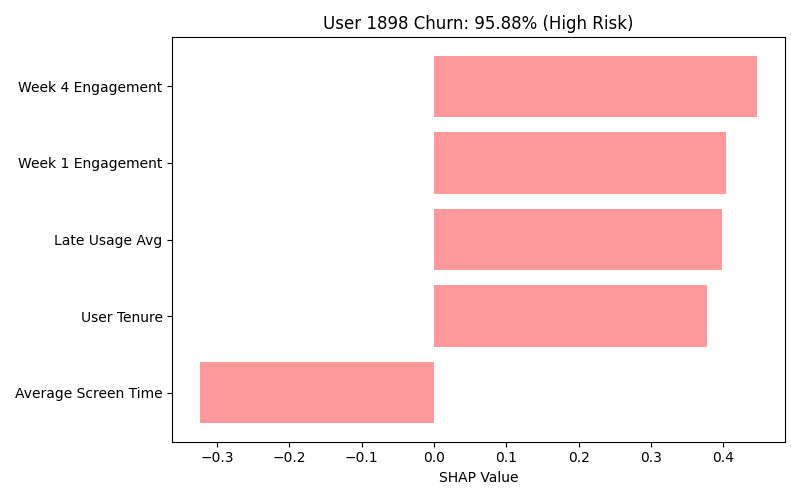 User 1898 Churn: 95.88% (High Risk)
Week 4 Engagement
Week 1 Engagement
Late Usage Avg
User Tenure
Average Screen Time
−0.3 −0.2 −0.1 0.0 0.1 0.2 0.3 0.4
SHAP Value